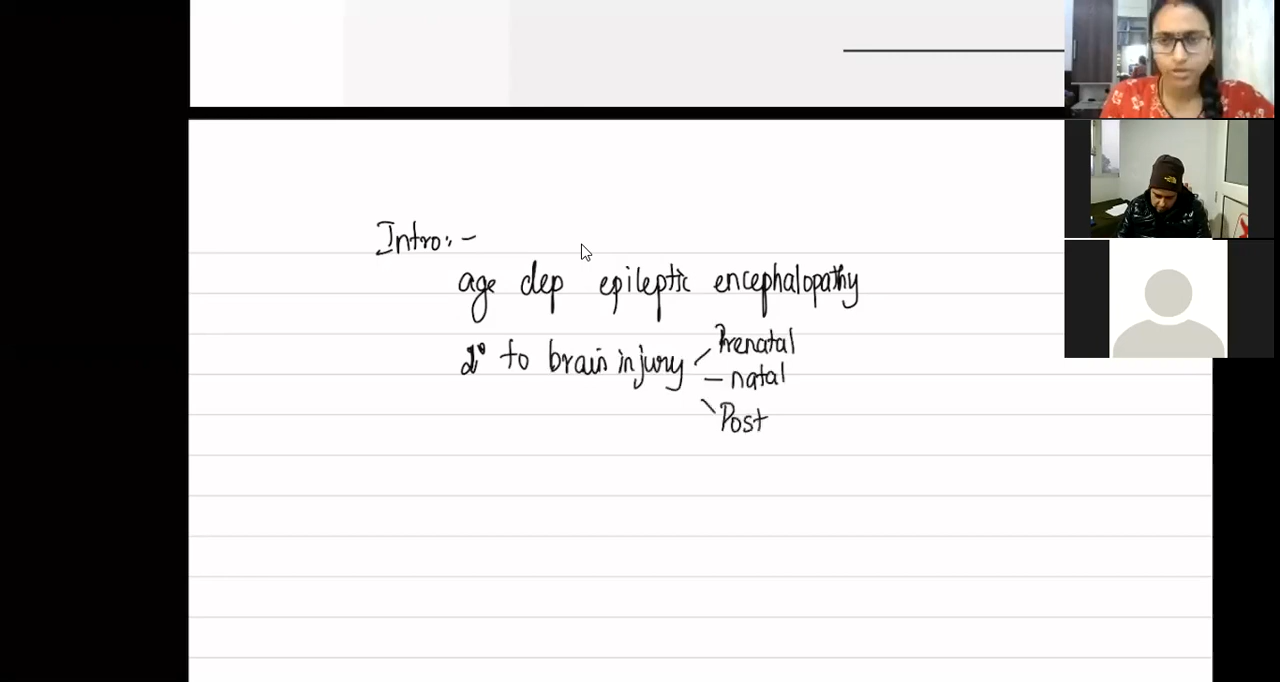 Intro:-
age dep epileptic encephalopathy
2° to brain injury
Prenatal
- natal
Post